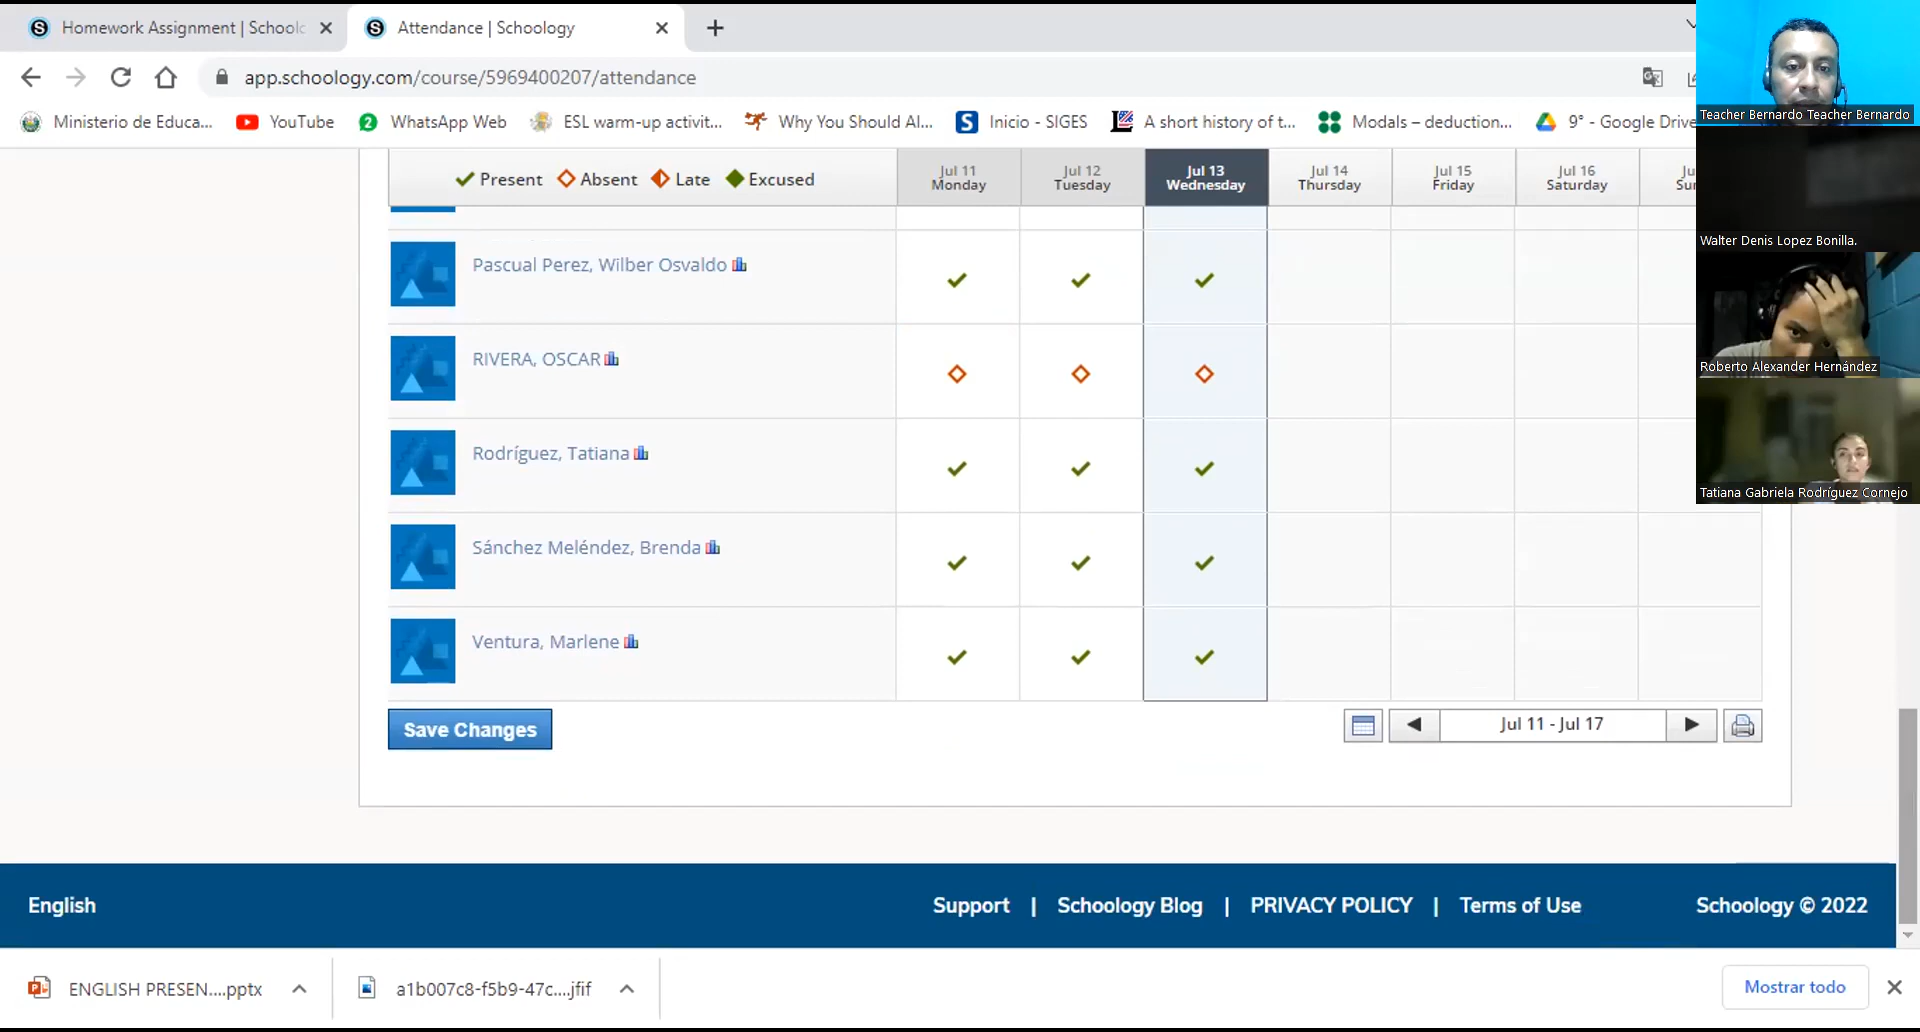 Homework Assignment | Schoolo
Attendance | Schoology
app.schoology.com/course/5969400207/attendance
Ministerio de Educa...
YouTube
WhatsApp Web
ESL warm-up activit...
Why You Should Al...
Inicio - SIGES
A short history of t...
Modals – deduction...
9° - Google Drive
Present
Absent
Late
Excused
Jul 11
Monday
Jul 12
Tuesday
Jul 13
Wednesday
Jul 14
Thursday
Jul 15
Friday
Jul 16
Saturday
Pascual Perez, Wilber Osvaldo
RIVERA, OSCAR
Rodríguez, Tatiana
Sánchez Meléndez, Brenda
Ventura, Marlene
Save Changes
Jul 11 - Jul 17
Teacher Bernardo Teacher Bernardo
Walter Denis Lopez Bonilla.
Roberto Alexander Hernández
Tatiana Gabriela Rodríguez Cornejo
English
Support | Schoology Blog | PRIVACY POLICY | Terms of Use
Schoology © 2022
ENGLISH PRESEN....pptx
a1b007c8-f5b9-47c....jfif
Mostrar todo